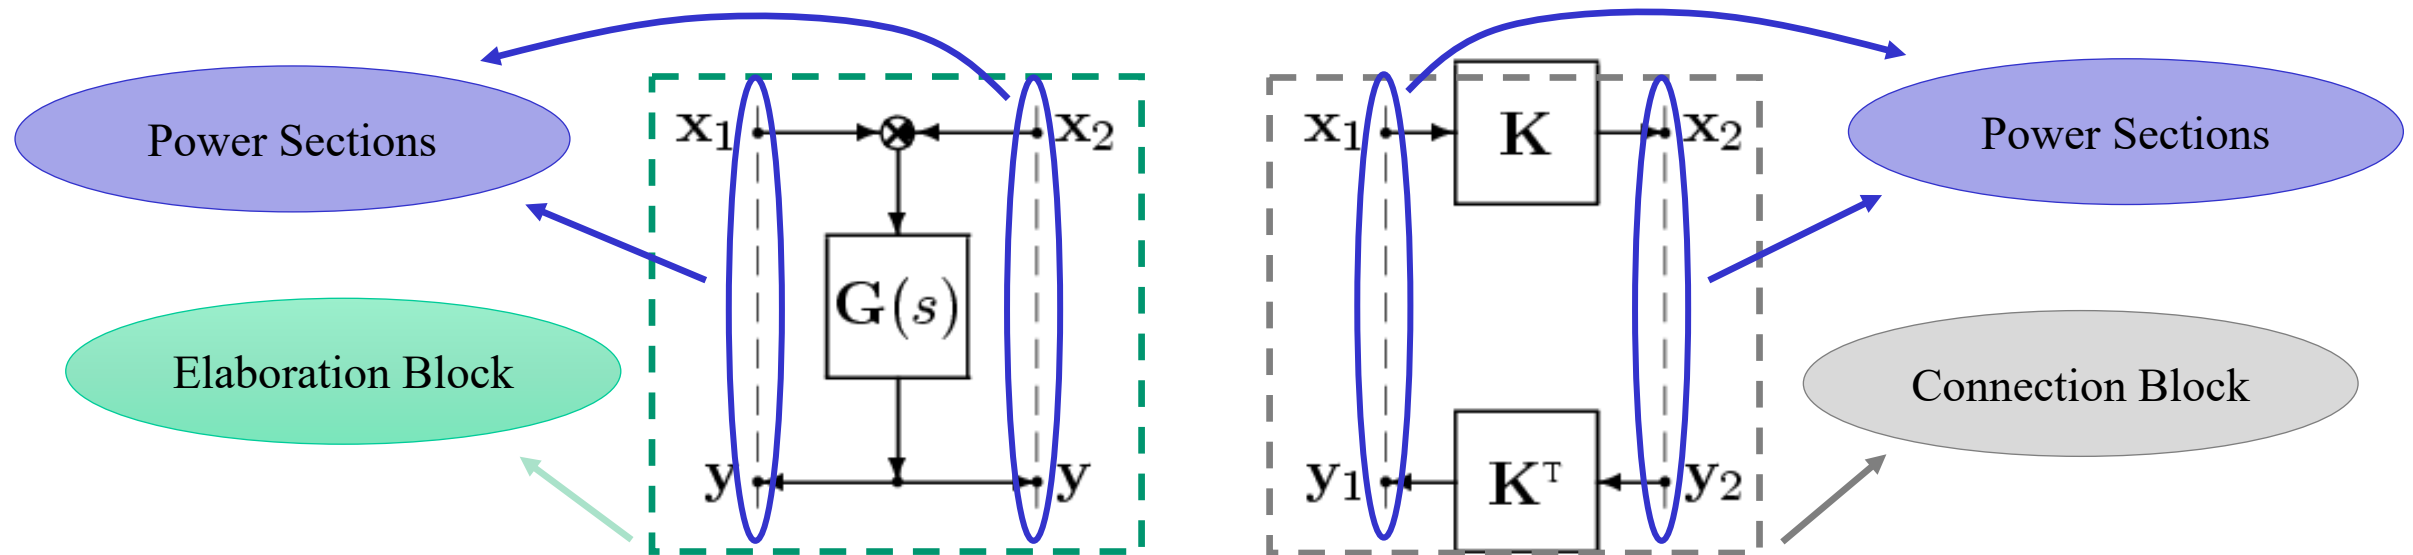 Power Sections
Elaboration Block
x₁
x₂
G(s)
y
y
x₁
K
x₂
y₁
Kᵀ
y₂
Power Sections
Connection Block